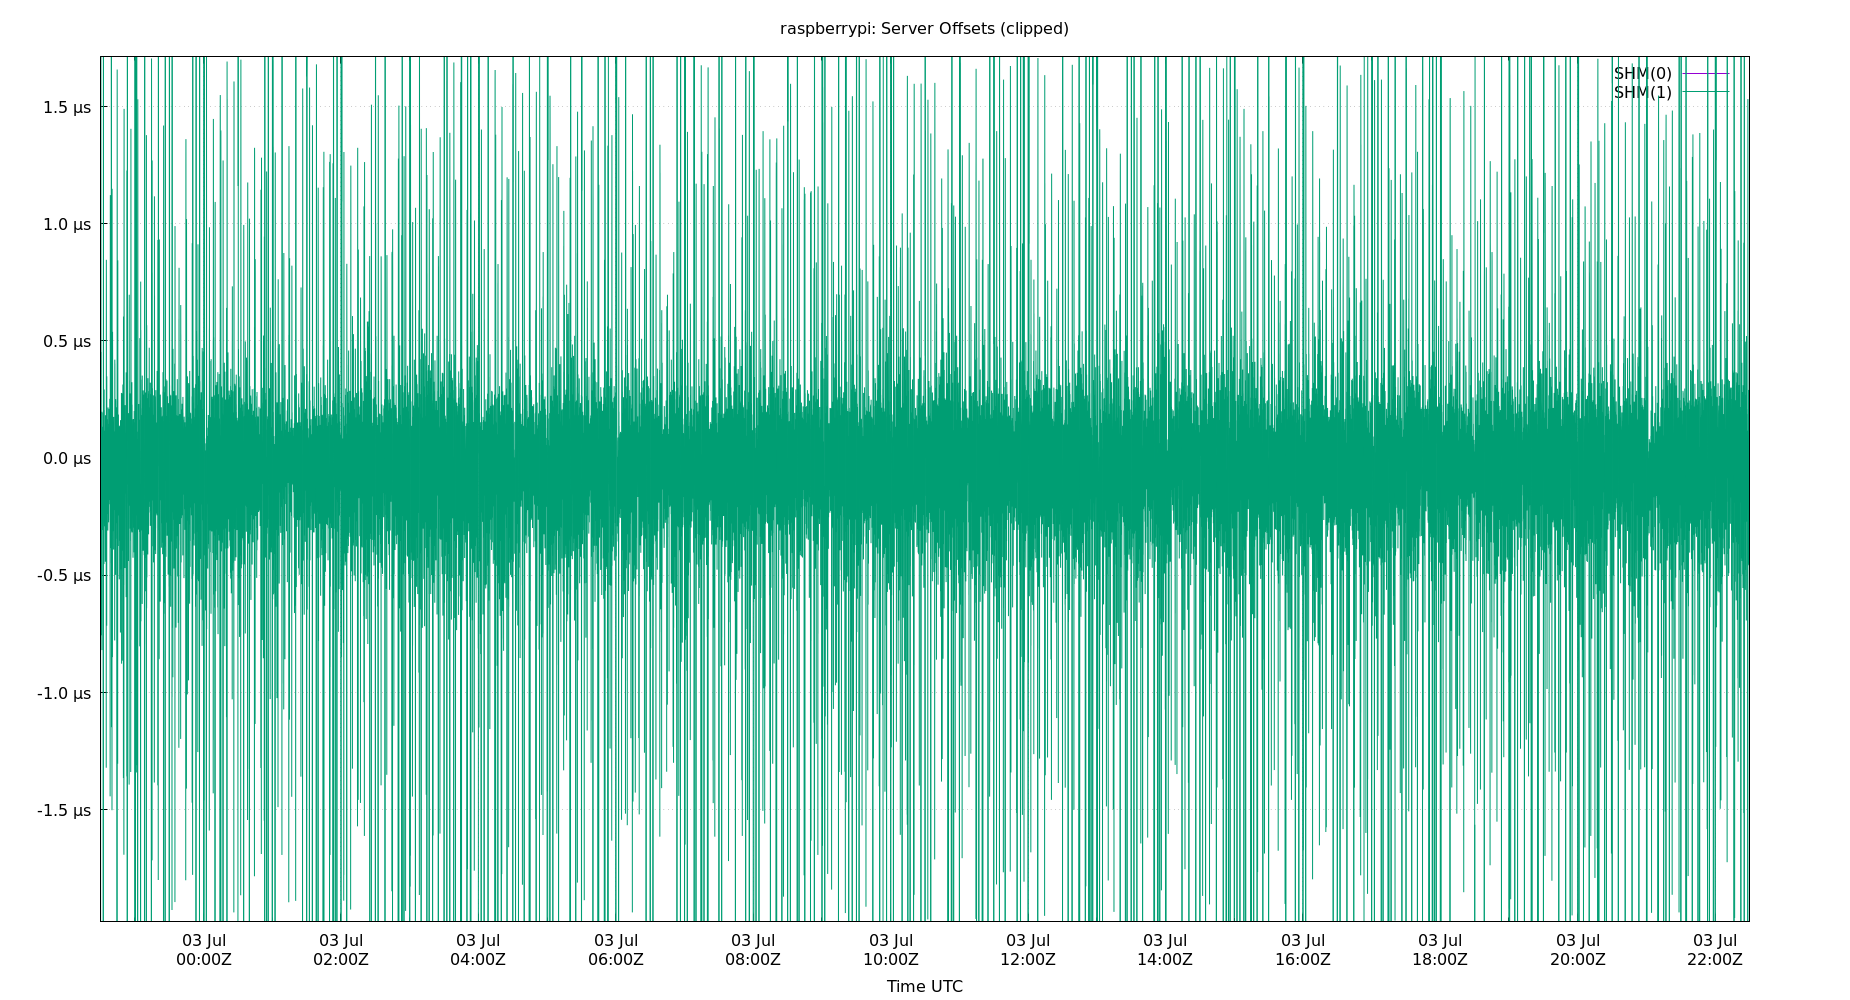 raspberrypi: Server Offsets (clipped)
SHM(0)
SHM(1)
1.5 µs
1.0 µs
0.5 µs
0.0 µs
-0.5 µs
-1.0 µs
-1.5 µs
03 Jul 03 Jul 03 Jul 03 Jul 03 Jul 03 Jul 03 Jul 03 Jul 03 Jul 03 Jul 03 Jul 03 Jul
00:00Z 02:00Z 04:00Z 06:00Z 08:00Z 10:00Z 12:00Z 14:00Z 16:00Z 18:00Z 20:00Z 22:00Z
Time UTC